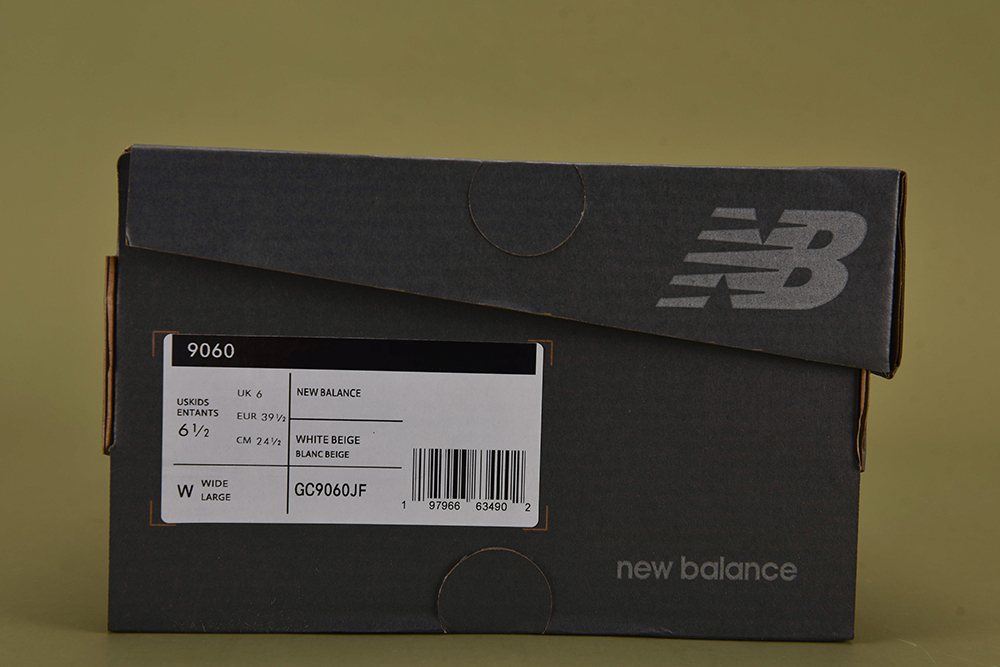 NB
9060
USKIDS
ENTANTS
6 1/2
UK 6
EUR 39 1/2
CM 24 1/2
NEW BALANCE
WHITE BEIGE
BLANC BEIGE
W WIDE
LARGE
GC9060JF
1 97966 63490 2
new balance